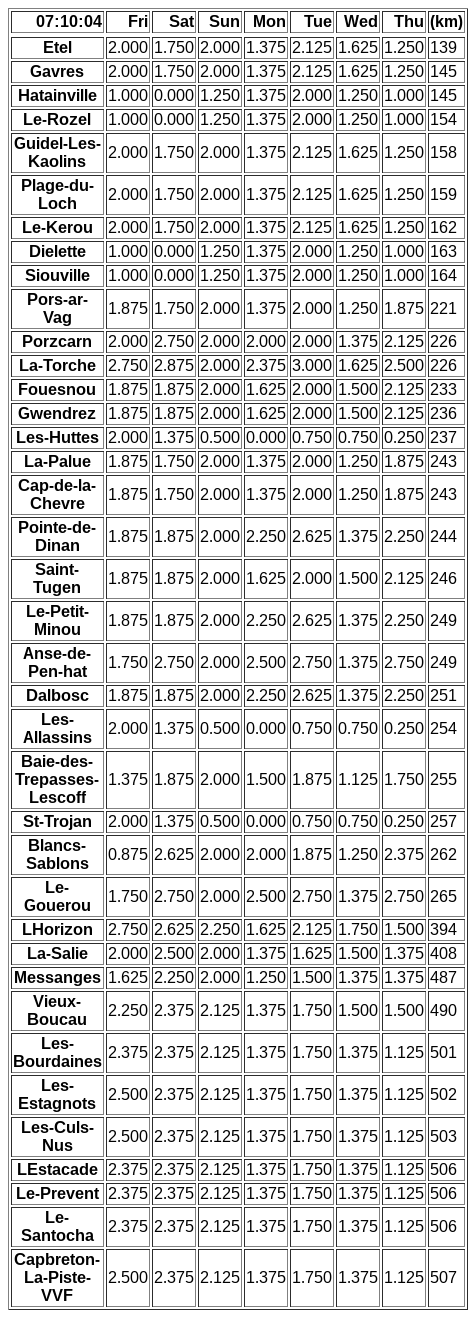 07:10:04 Fri Sat Sun Mon Tue Wed Thu (km)
Etel 2.000 1.750 2.000 1.375 2.125 1.625 1.250 139
Gavres 2.000 1.750 2.000 1.375 2.125 1.625 1.250 145
Hatainville 1.000 0.000 1.250 1.375 2.000 1.250 1.000 145
Le-Rozel 1.000 0.000 1.250 1.375 2.000 1.250 1.000 154
Guidel-Les-
Kaolins 2.000 1.750 2.000 1.375 2.125 1.625 1.250 158
Plage-du-
Loch 2.000 1.750 2.000 1.375 2.125 1.625 1.250 159
Le-Kerou 2.000 1.750 2.000 1.375 2.125 1.625 1.250 162
Dielette 1.000 0.000 1.250 1.375 2.000 1.250 1.000 163
Siouville 1.000 0.000 1.250 1.375 2.000 1.250 1.000 164
Pors-ar-
Vag 1.875 1.750 2.000 1.375 2.000 1.250 1.875 221
Porzcarn 2.000 2.750 2.000 2.000 2.000 1.375 2.125 226
La-Torche 2.750 2.875 2.000 2.375 3.000 1.625 2.500 226
Fouesnou 1.875 1.875 2.000 1.625 2.000 1.500 2.125 233
Gwendrez 1.875 1.875 2.000 1.625 2.000 1.500 2.125 236
Les-Huttes 2.000 1.375 0.500 0.000 0.750 0.750 0.250 237
La-Palue 1.875 1.750 2.000 1.375 2.000 1.250 1.875 243
Cap-de-la-
Chevre 1.875 1.750 2.000 1.375 2.000 1.250 1.875 243
Pointe-de-
Dinan 1.875 1.875 2.000 2.250 2.625 1.375 2.250 244
Saint-
Tugen 1.875 1.875 2.000 1.625 2.000 1.500 2.125 246
Le-Petit-
Minou 1.875 1.875 2.000 2.250 2.625 1.375 2.250 249
Anse-de-
Pen-hat 1.750 2.750 2.000 2.500 2.750 1.375 2.750 249
Dalbosc 1.875 1.875 2.000 2.250 2.625 1.375 2.250 251
Les-
Allassins 2.000 1.375 0.500 0.000 0.750 0.750 0.250 254
Baie-des-
Trepasses-
Lescoff 1.375 1.875 2.000 1.500 1.875 1.125 1.750 255
St-Trojan 2.000 1.375 0.500 0.000 0.750 0.750 0.250 257
Blancs-
Sablons 0.875 2.625 2.000 2.000 1.875 1.250 2.375 262
Le-
Gouerou 1.750 2.750 2.000 2.500 2.750 1.375 2.750 265
LHorizon 2.750 2.625 2.250 1.625 2.125 1.750 1.500 394
La-Salie 2.000 2.500 2.000 1.375 1.625 1.500 1.375 408
Messanges 1.625 2.250 2.000 1.250 1.500 1.375 1.375 487
Vieux-
Boucau 2.250 2.375 2.125 1.375 1.750 1.500 1.500 490
Les-
Bourdaines 2.375 2.375 2.125 1.375 1.750 1.375 1.125 501
Les-
Estagnots 2.500 2.375 2.125 1.375 1.750 1.375 1.125 502
Les-Culs-
Nus 2.500 2.375 2.125 1.375 1.750 1.375 1.125 503
LEstacade 2.375 2.375 2.125 1.375 1.750 1.375 1.125 506
Le-Prevent 2.375 2.375 2.125 1.375 1.750 1.375 1.125 506
Le-
Santocha 2.375 2.375 2.125 1.375 1.750 1.375 1.125 506
Capbreton-
La-Piste-
VVF 2.500 2.375 2.125 1.375 1.750 1.375 1.125 507